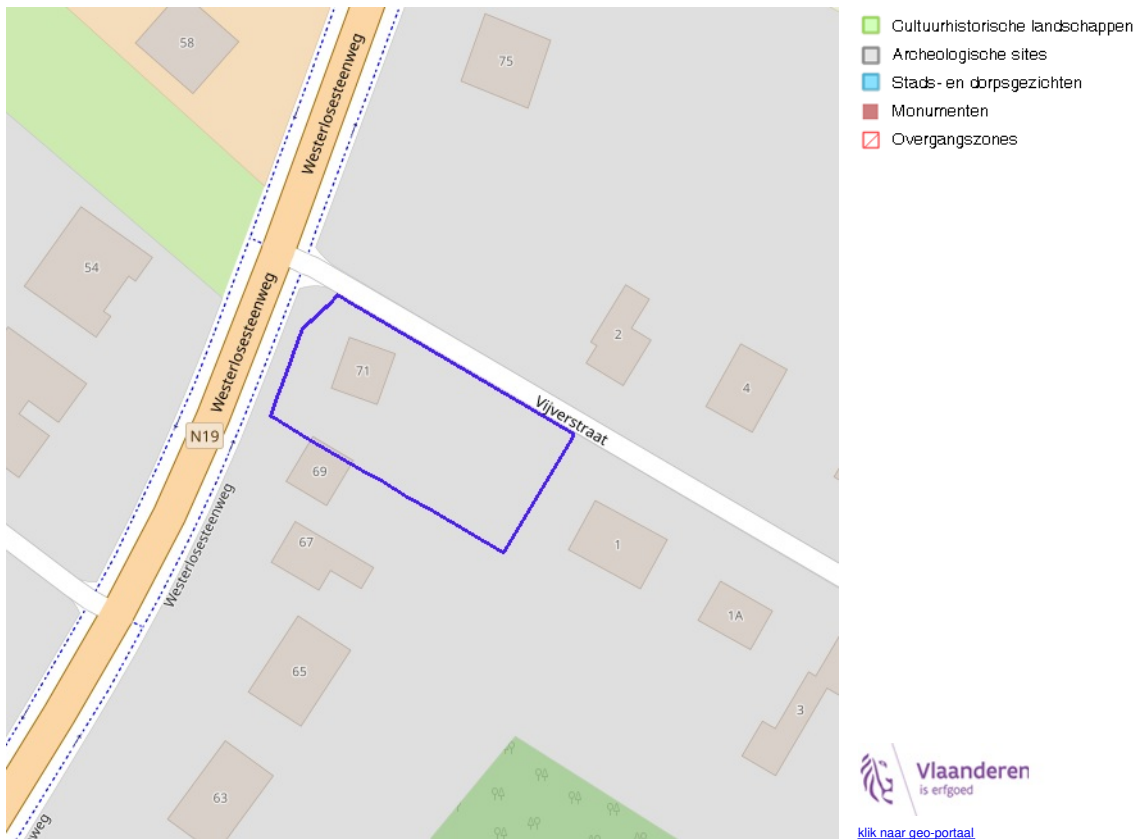 58
75
Cultuurhistorische landschappen
Archeologische sites
Stads- en dorpsgezichten
Monumenten
Overgangszones
Westerlosesteenweg
54
Westerlosesteenweg
2
71
4
Vijverstraat
N19
69
Westerlosesteenweg
67
1
1A
65
3
63
weg
Vlaanderen
is erfgoed
klik naar geo-portaal